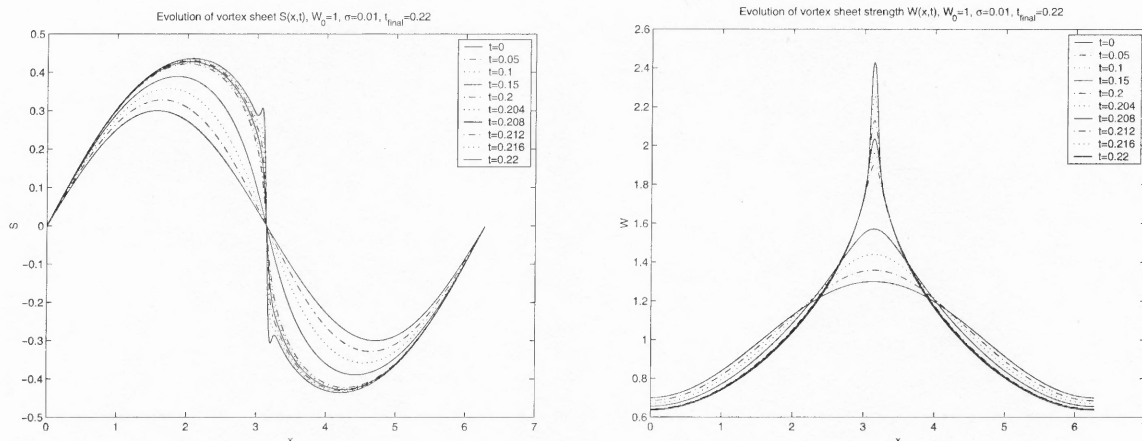 Evolution of vortex sheet S(x,t), W₀=1, σ=0.01, t_final=0.22
0.5
0.4
0.3
0.2
0.1
0
−0.1
−0.2
−0.3
−0.4
−0.5
S
0
1
2
3
4
5
6
7
x
t=0
t=0.05
t=0.1
t=0.15
t=0.2
t=0.204
t=0.208
t=0.212
t=0.216
t=0.22
Evolution of vortex sheet strength W(x,t), W₀=1, σ=0.01, t_final=0.22
2.6
2.4
2.2
2
1.8
1.6
1.4
1.2
1
0.8
0.6
W
0
1
2
3
4
5
6
x
t=0
t=0.05
t=0.1
t=0.15
t=0.2
t=0.204
t=0.208
t=0.212
t=0.216
t=0.22